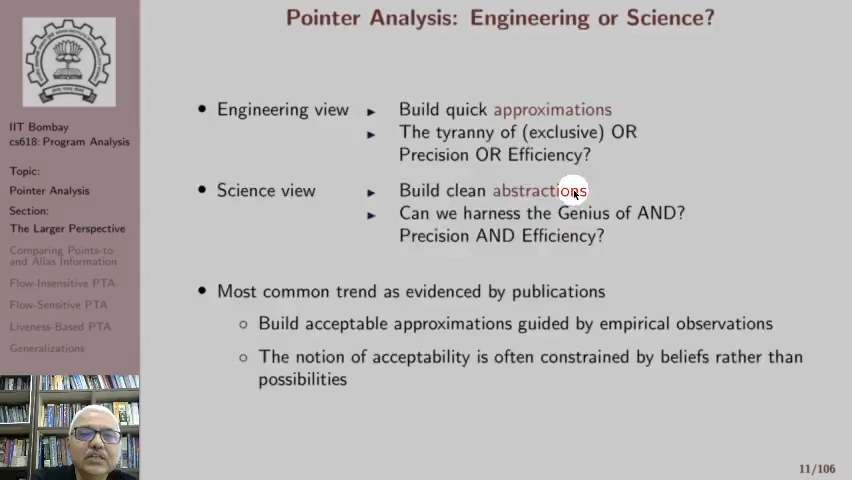 Pointer Analysis: Engineering or Science?
IIT Bombay
cs618: Program Analysis
Topic:
Pointer Analysis
Section:
The Larger Perspective
Comparing Points-to
and Alias Information
Flow-Insensitive PTA
Flow-Sensitive PTA
Liveness-Based PTA
Generalizations
• Engineering view ▶ Build quick approximations
▶ The tyranny of (exclusive) OR
Precision OR Efficiency?
• Science view ▶ Build clean abstractions
▶ Can we harness the Genius of AND?
Precision AND Efficiency?
• Most common trend as evidenced by publications
○ Build acceptable approximations guided by empirical observations
○ The notion of acceptability is often constrained by beliefs rather than
possibilities
11/106